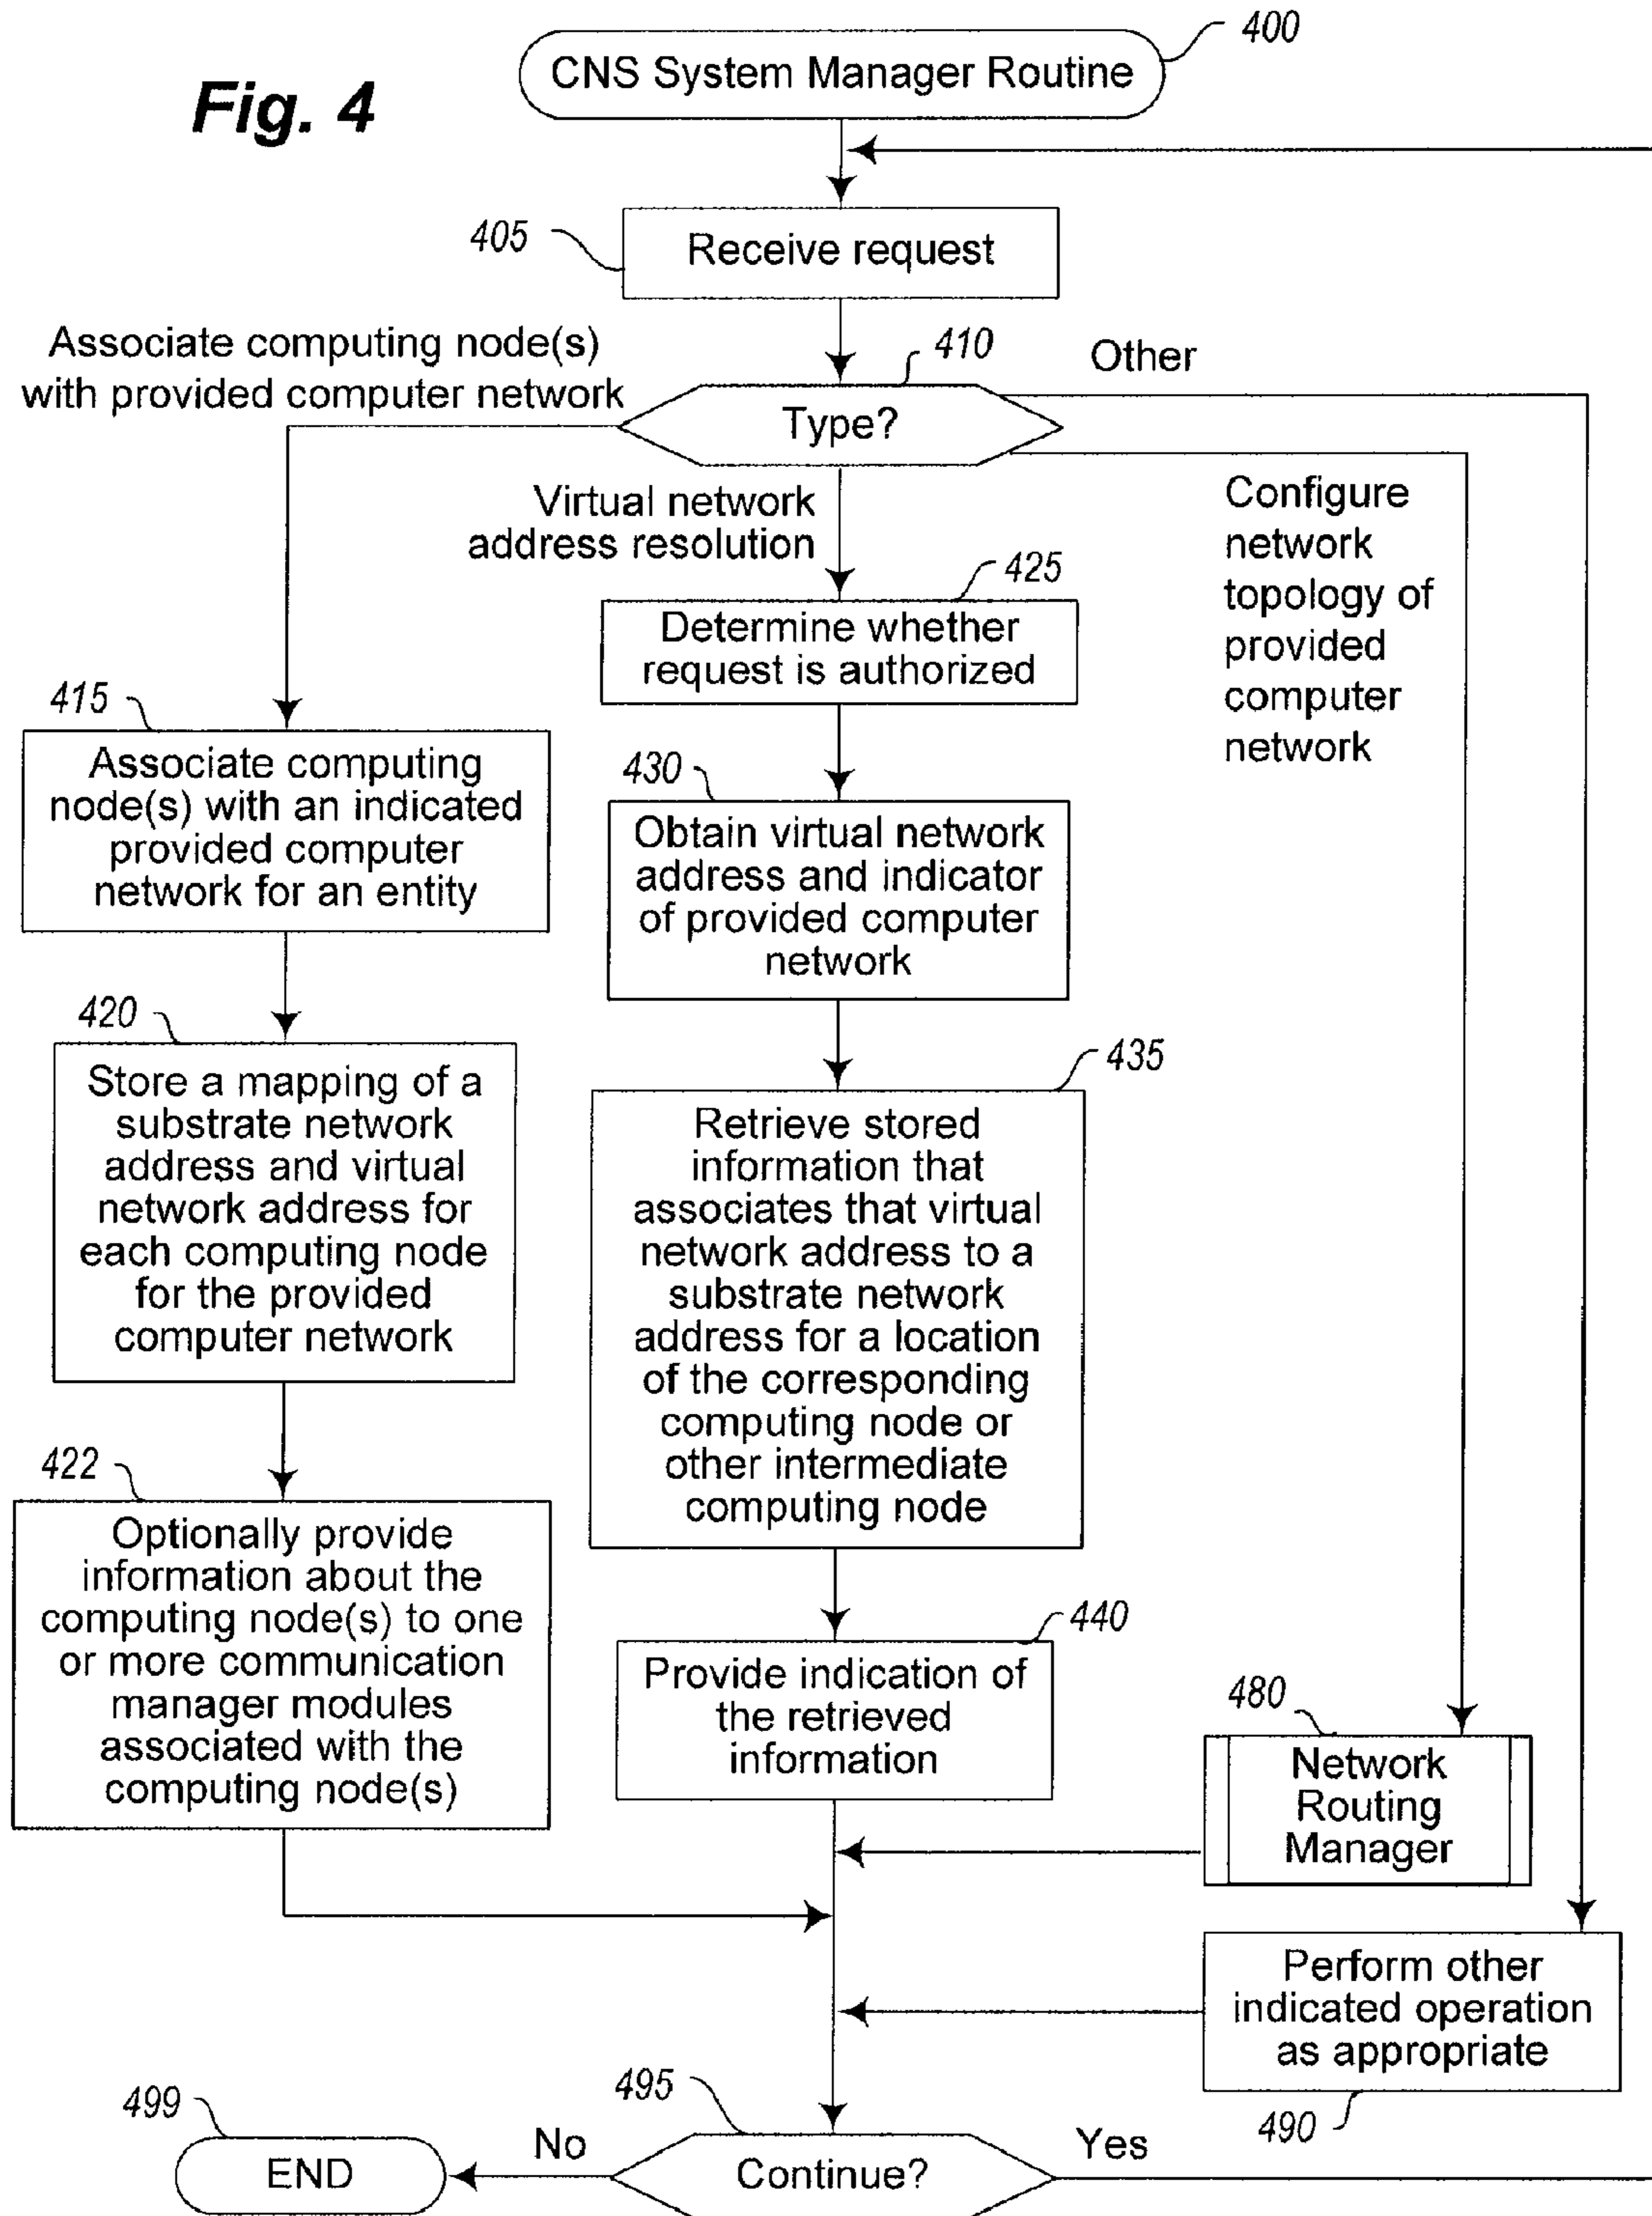 Fig. 4
CNS System Manager Routine
400
405
Receive request
Associate computing node(s)
with provided computer network
410
Other
Type?
Virtual network
address resolution
Configure
network
topology of
provided
computer
network
425
Determine whether
request is authorized
415
Associate computing
node(s) with an indicated
provided computer
network for an entity
430
Obtain virtual network
address and indicator
of provided computer
network
420
Store a mapping of a
substrate network
address and virtual
network address for
each computing node
for the provided
computer network
435
Retrieve stored
information that
associates that virtual
network address to a
substrate network
address for a location
of the corresponding
computing node or
other intermediate
computing node
422
Optionally provide
information about the
computing node(s) to one
or more communication
manager modules
associated with the
computing node(s)
440
Provide indication of
the retrieved
information
480
Network
Routing
Manager
Perform other
indicated operation
as appropriate
490
495
Continue?
Yes
No
499
END